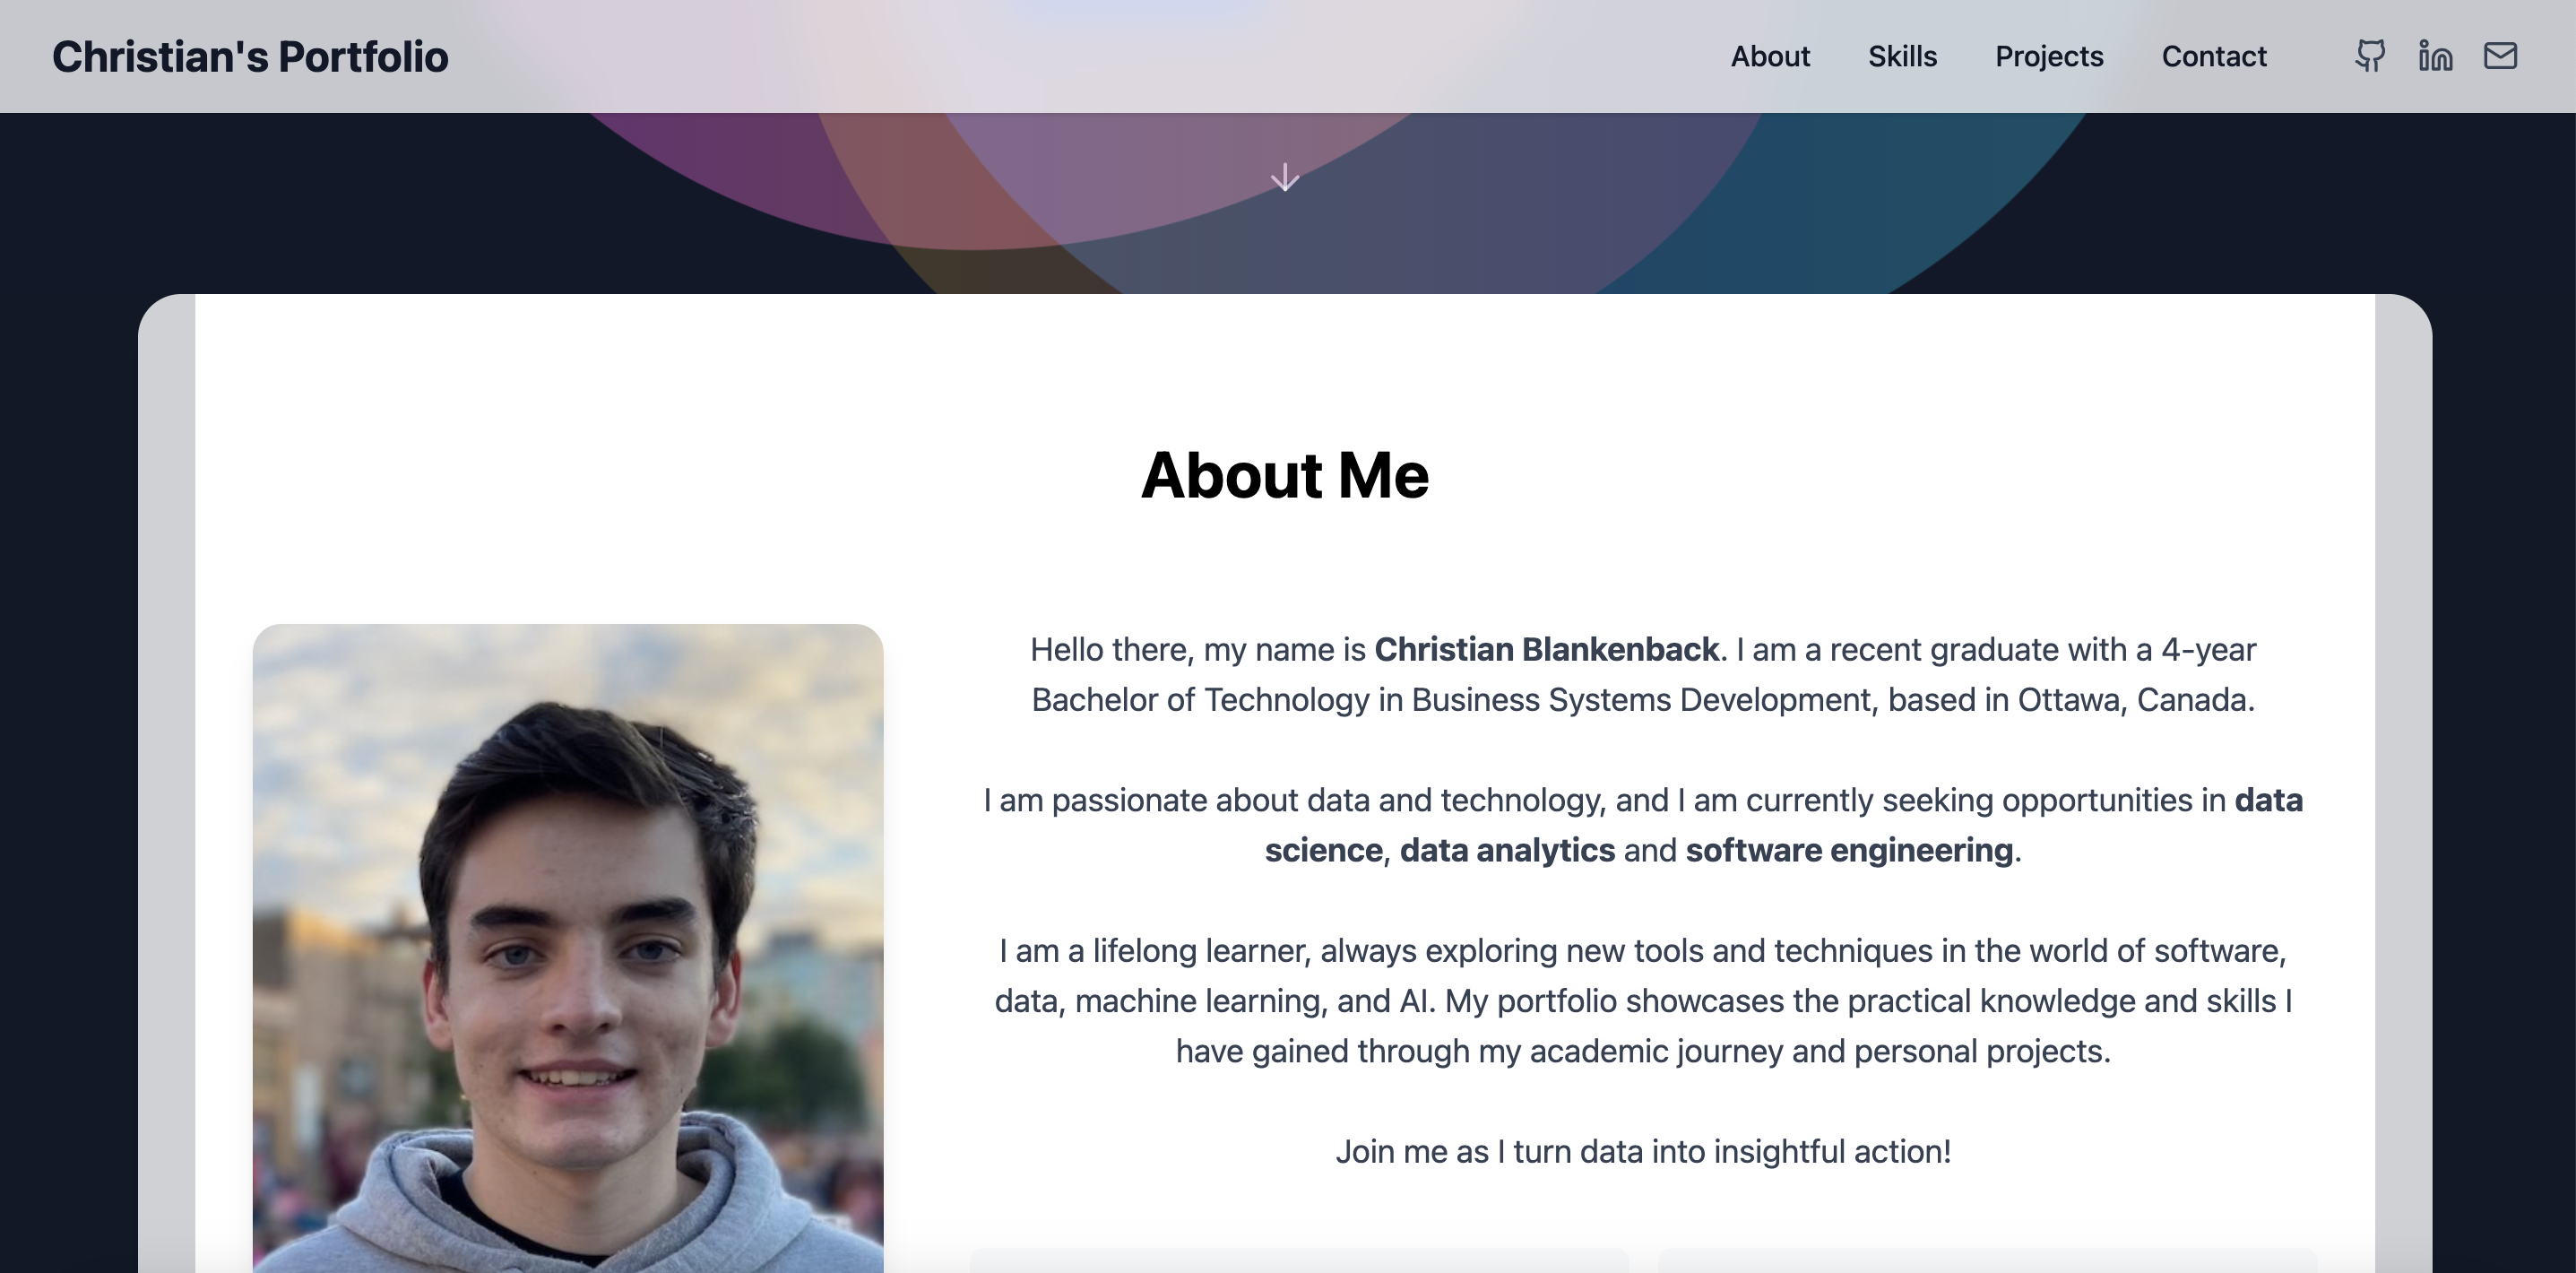 Christian's Portfolio
About Skills Projects Contact
About Me
Hello there, my name is Christian Blankenback. I am a recent graduate with a 4-year
Bachelor of Technology in Business Systems Development, based in Ottawa, Canada.
I am passionate about data and technology, and I am currently seeking opportunities in data
science, data analytics and software engineering.
I am a lifelong learner, always exploring new tools and techniques in the world of software,
data, machine learning, and AI. My portfolio showcases the practical knowledge and skills I
have gained through my academic journey and personal projects.
Join me as I turn data into insightful action!